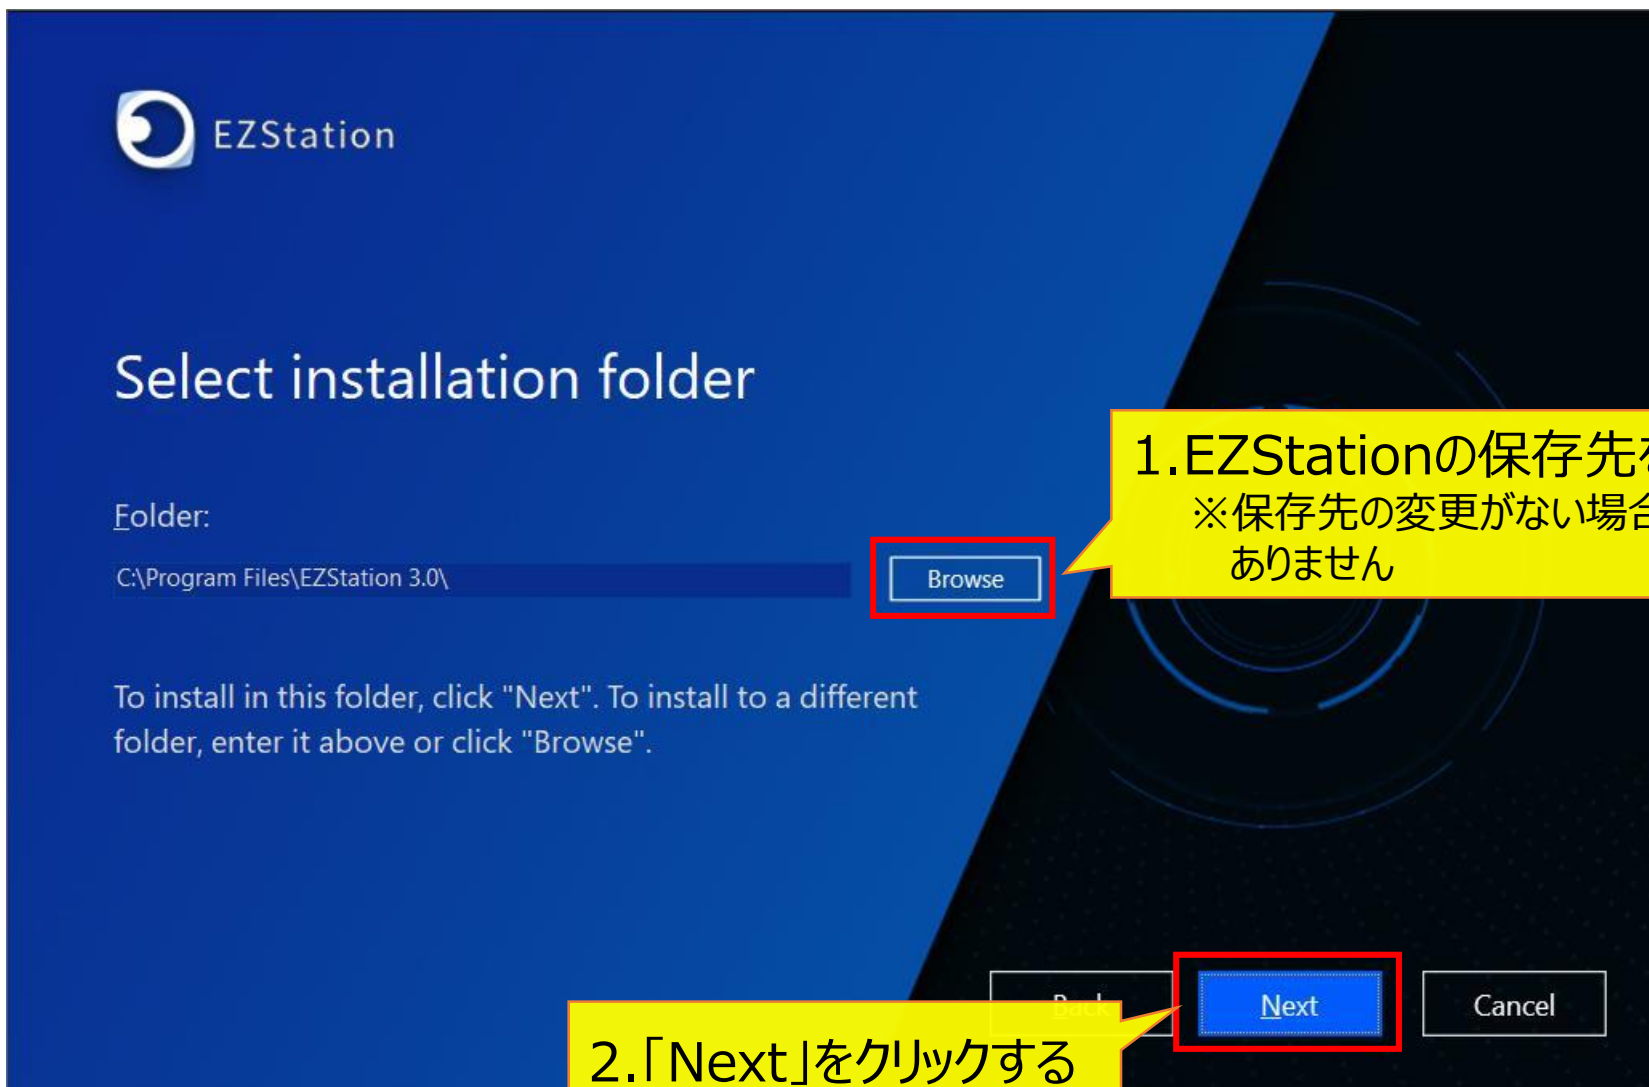 EZStation
Select installation folder
Folder:
C:\Program Files\EZStation 3.0\
Browse
To install in this folder, click "Next". To install to a different
folder, enter it above or click "Browse".
1.EZStationの保存先
※保存先の変更がない場合
ありません
Next
Cancel
2.「Next」をクリックする